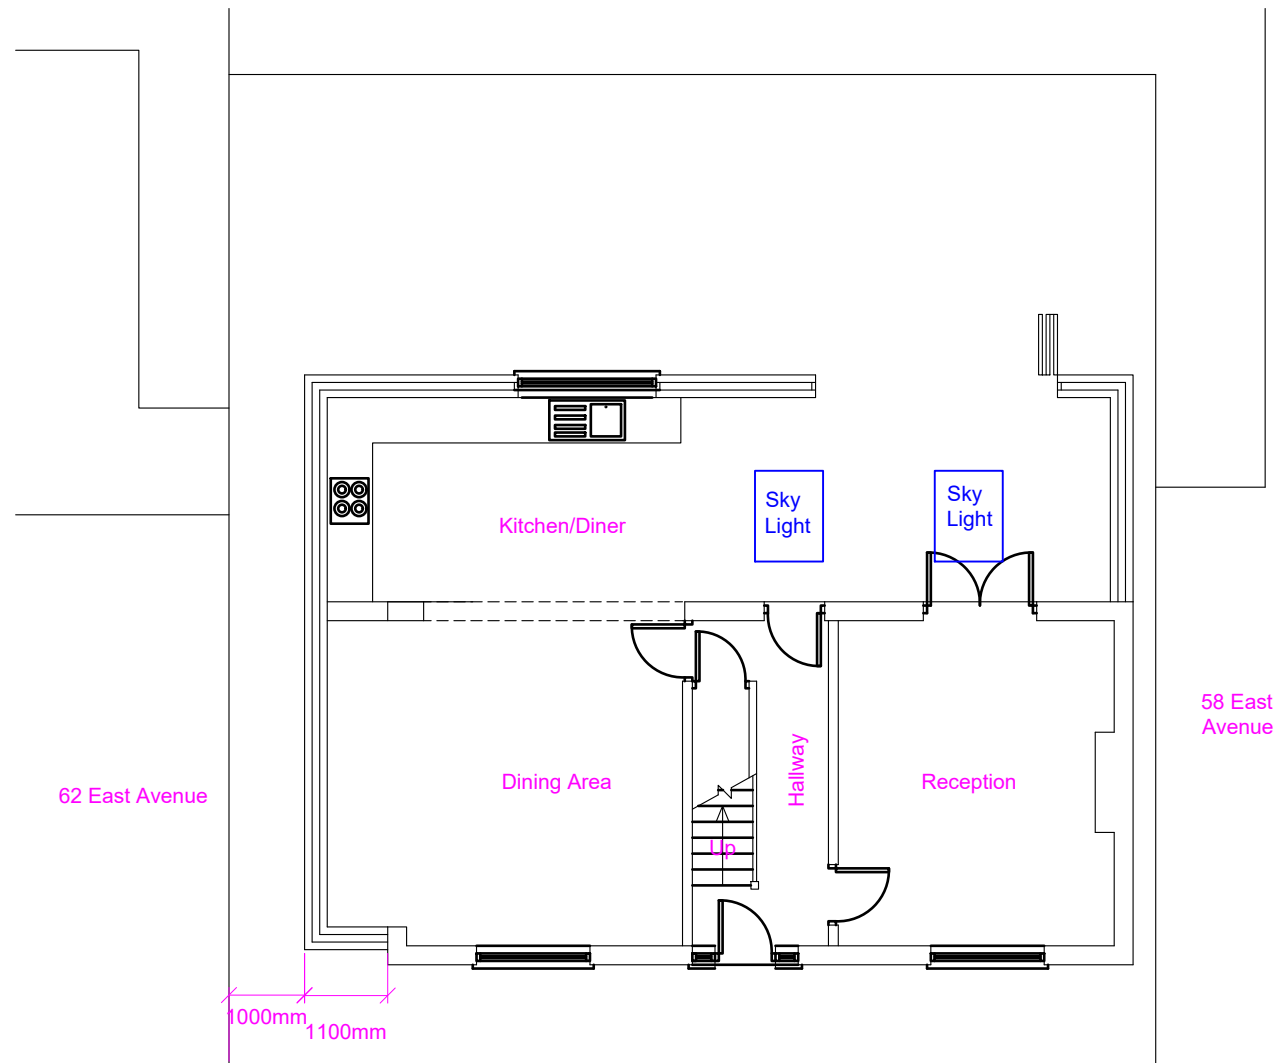 Sky
Light
Sky
Light
Kitchen/Diner
58 East
Avenue
62 East Avenue
Dining Area
Hallway
Reception
Up
1000mm
1100mm